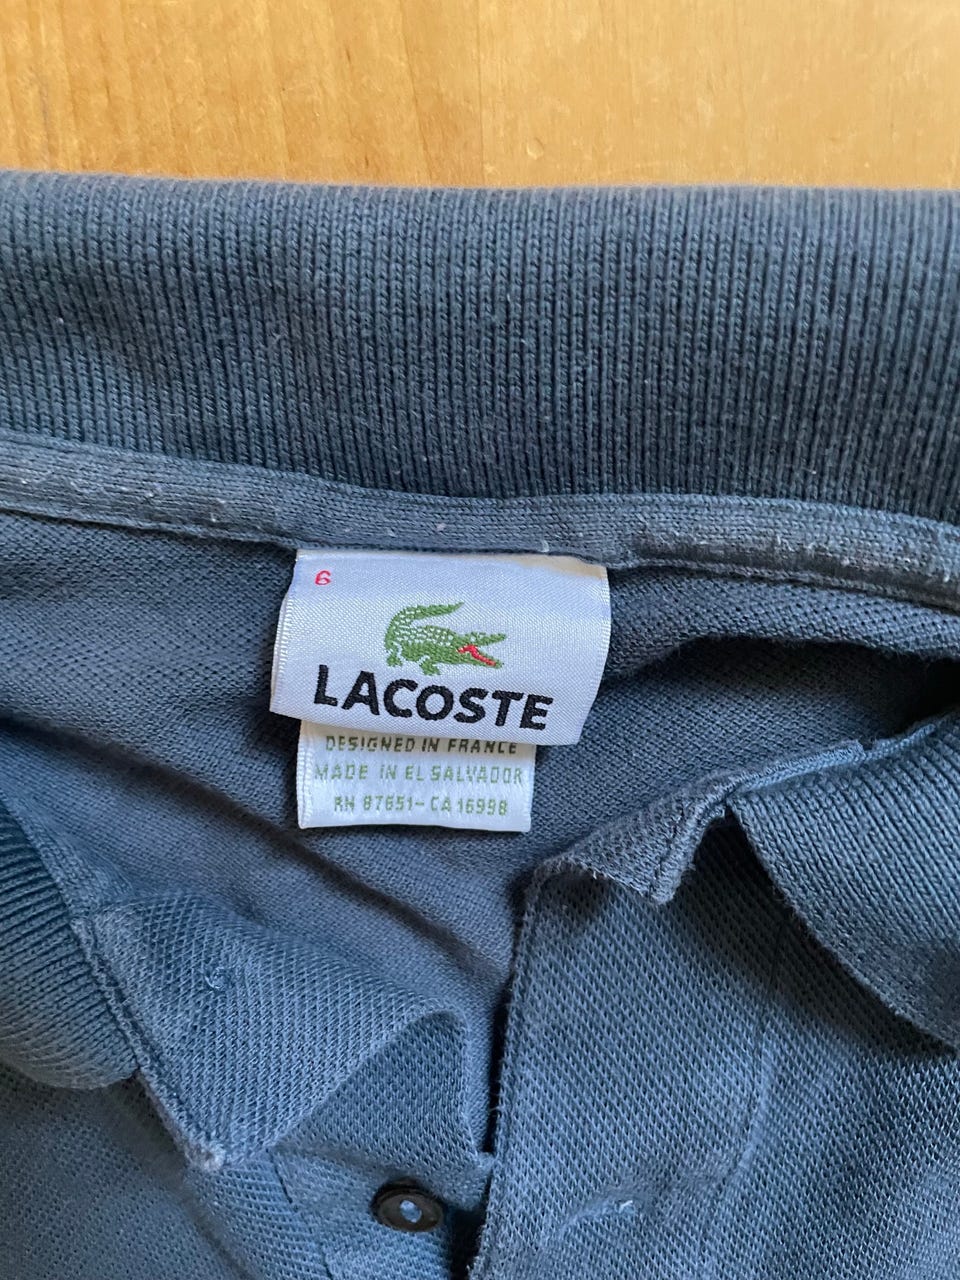 6
LACOSTE
DESIGNED IN FRANCE
MADE IN EL SALVADOR
RN 87651-CA 16998